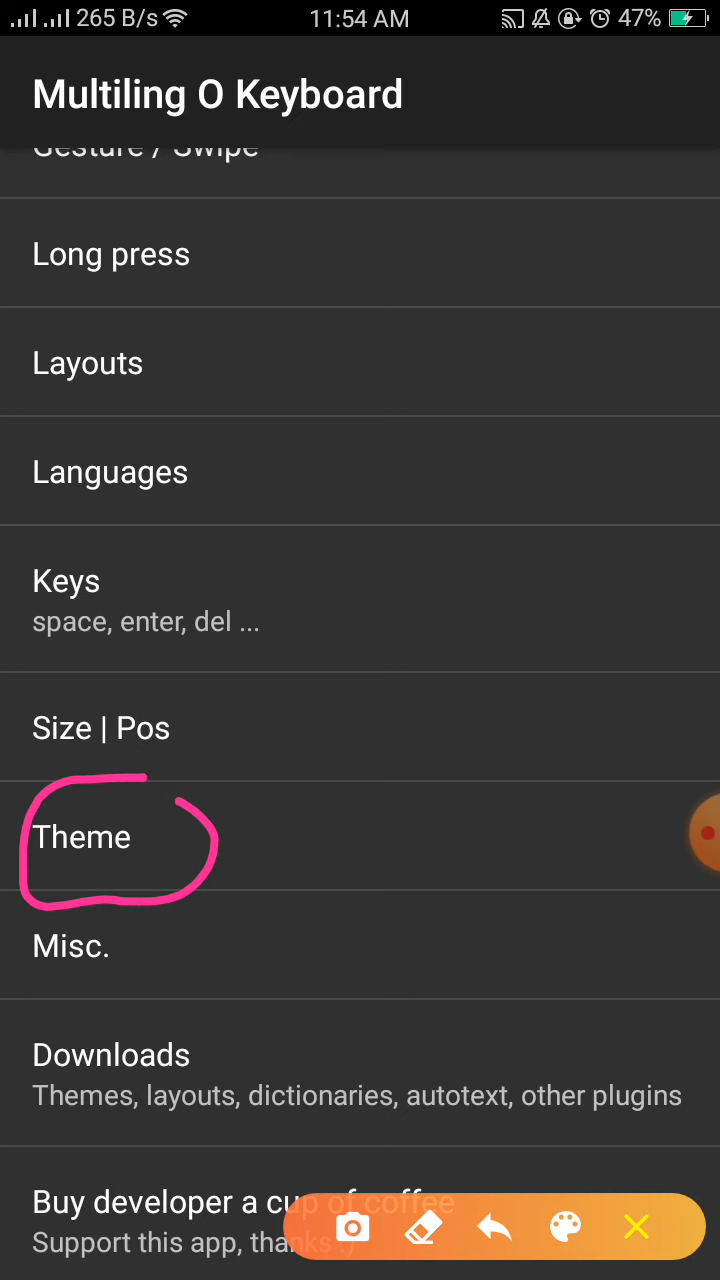 265 B/s 11:54 AM 47%
Multiling O Keyboard
Gesture / Swipe
Long press
Layouts
Languages
Keys
space, enter, del ...
Size | Pos
Theme
Misc.
Downloads
Themes, layouts, dictionaries, autotext, other plugins
Buy developer a cup of coffee
Support this app, thanks :)